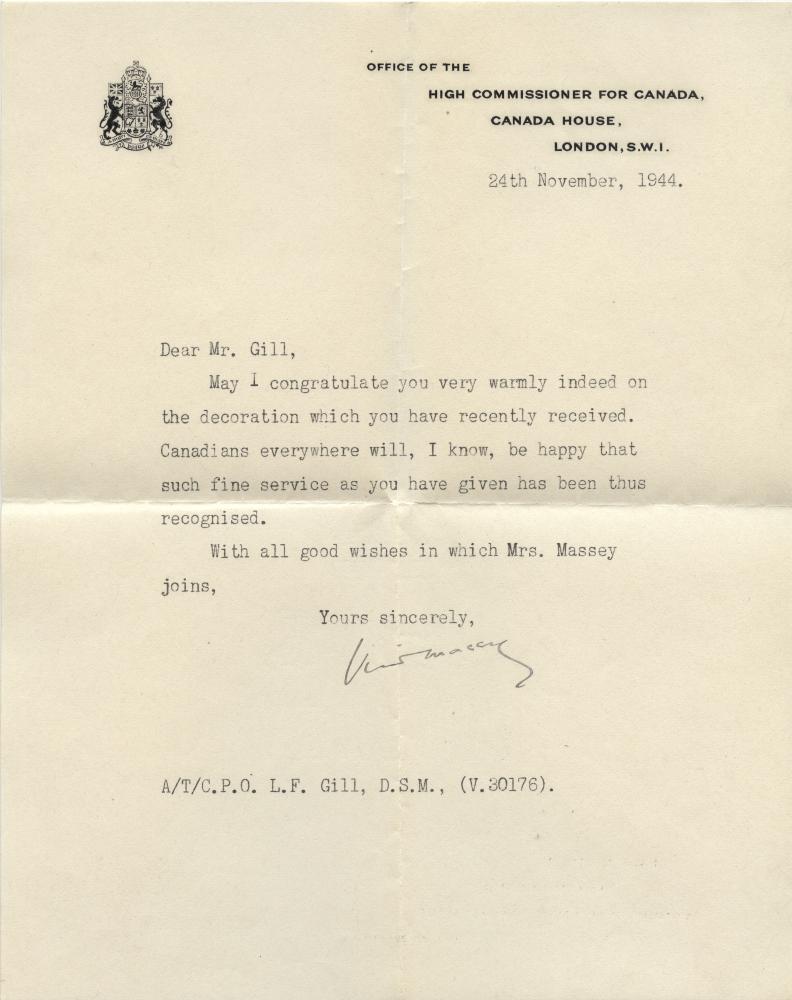 OFFICE OF THE
HIGH COMMISSIONER FOR CANADA,
CANADA HOUSE,
LONDON, S.W.1.
24th November, 1944.
Dear Mr. Gill,
May I congratulate you very warmly indeed on
the decoration which you have recently received.
Canadians everywhere will, I know, be happy that
such fine service as you have given has been thus
recognised.
With all good wishes in which Mrs. Massey
joins,
Yours sincerely,
A/T/C.P.O. L.F. Gill, D.S.M., (V.30176).